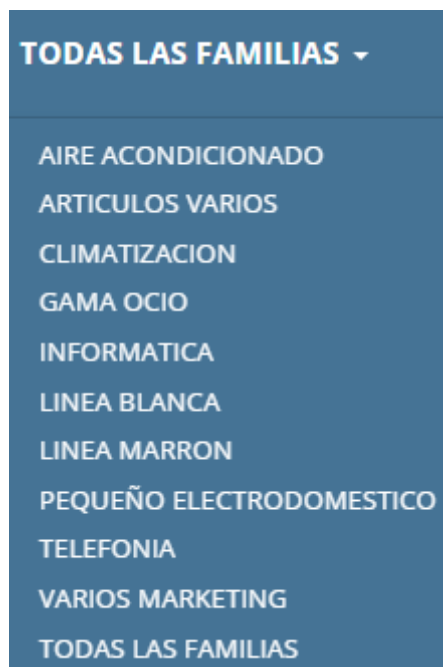 TODAS LAS FAMILIAS
AIRE ACONDICIONADO
ARTICULOS VARIOS
CLIMATIZACION
GAMA OCIO
INFORMATICA
LINEA BLANCA
LINEA MARRON
PEQUEÑO ELECTRODOMESTICO
TELEFONIA
VARIOS MARKETING
TODAS LAS FAMILIAS